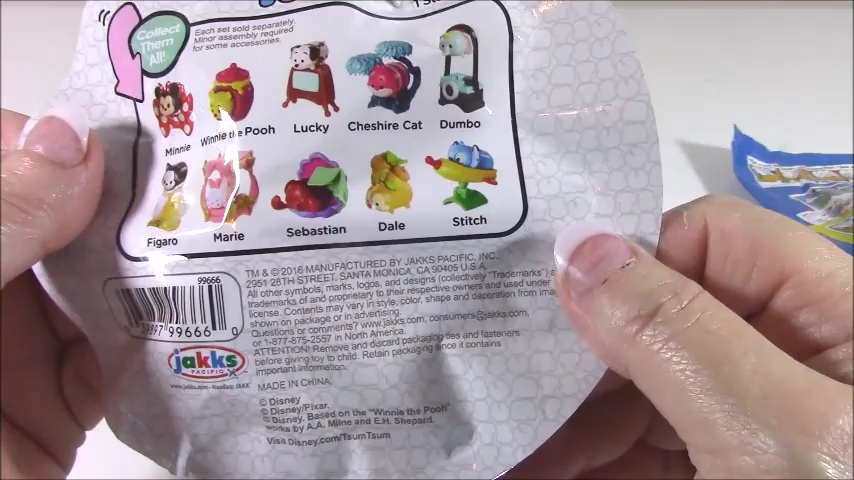 Collect
Them
All!
Each set sold separately.
Minor assembly required
for some accessories.
Minnie
Winnie the Pooh
Lucky
Cheshire Cat
Dumbo
Figaro
Marie
Sebastian
Dale
Stitch
99666
99666
TM & © 2016 MANUFACTURED BY JAKKS PACIFIC, INC.
2951 28TH STREET, SANTA MONICA, CA 90405 U.S.A.
All other symbols, marks, logos, and designs (collectively "Trademarks")
trademarks of and proprietary to their respective owners and used under
license. Contents may vary in style, color, shape and decoration from
shown on package or in advertising.
Questions or comments? www.jakks.com, consumers@jakks.com,
or 1-877-875-2557 in North America.
ATTENTION: Remove and discard packaging ties and fasteners
before giving toy to child. Retain packaging since it contains
important information.
MADE IN CHINA.
jakks
PACIFIC
www.jakks.com
© Disney
© Disney/Pixar.
© Disney. Based on the "Winnie the Pooh"
works by A.A. Milne and E.H. Shepard.
Visit Disney.com/TsumTsum